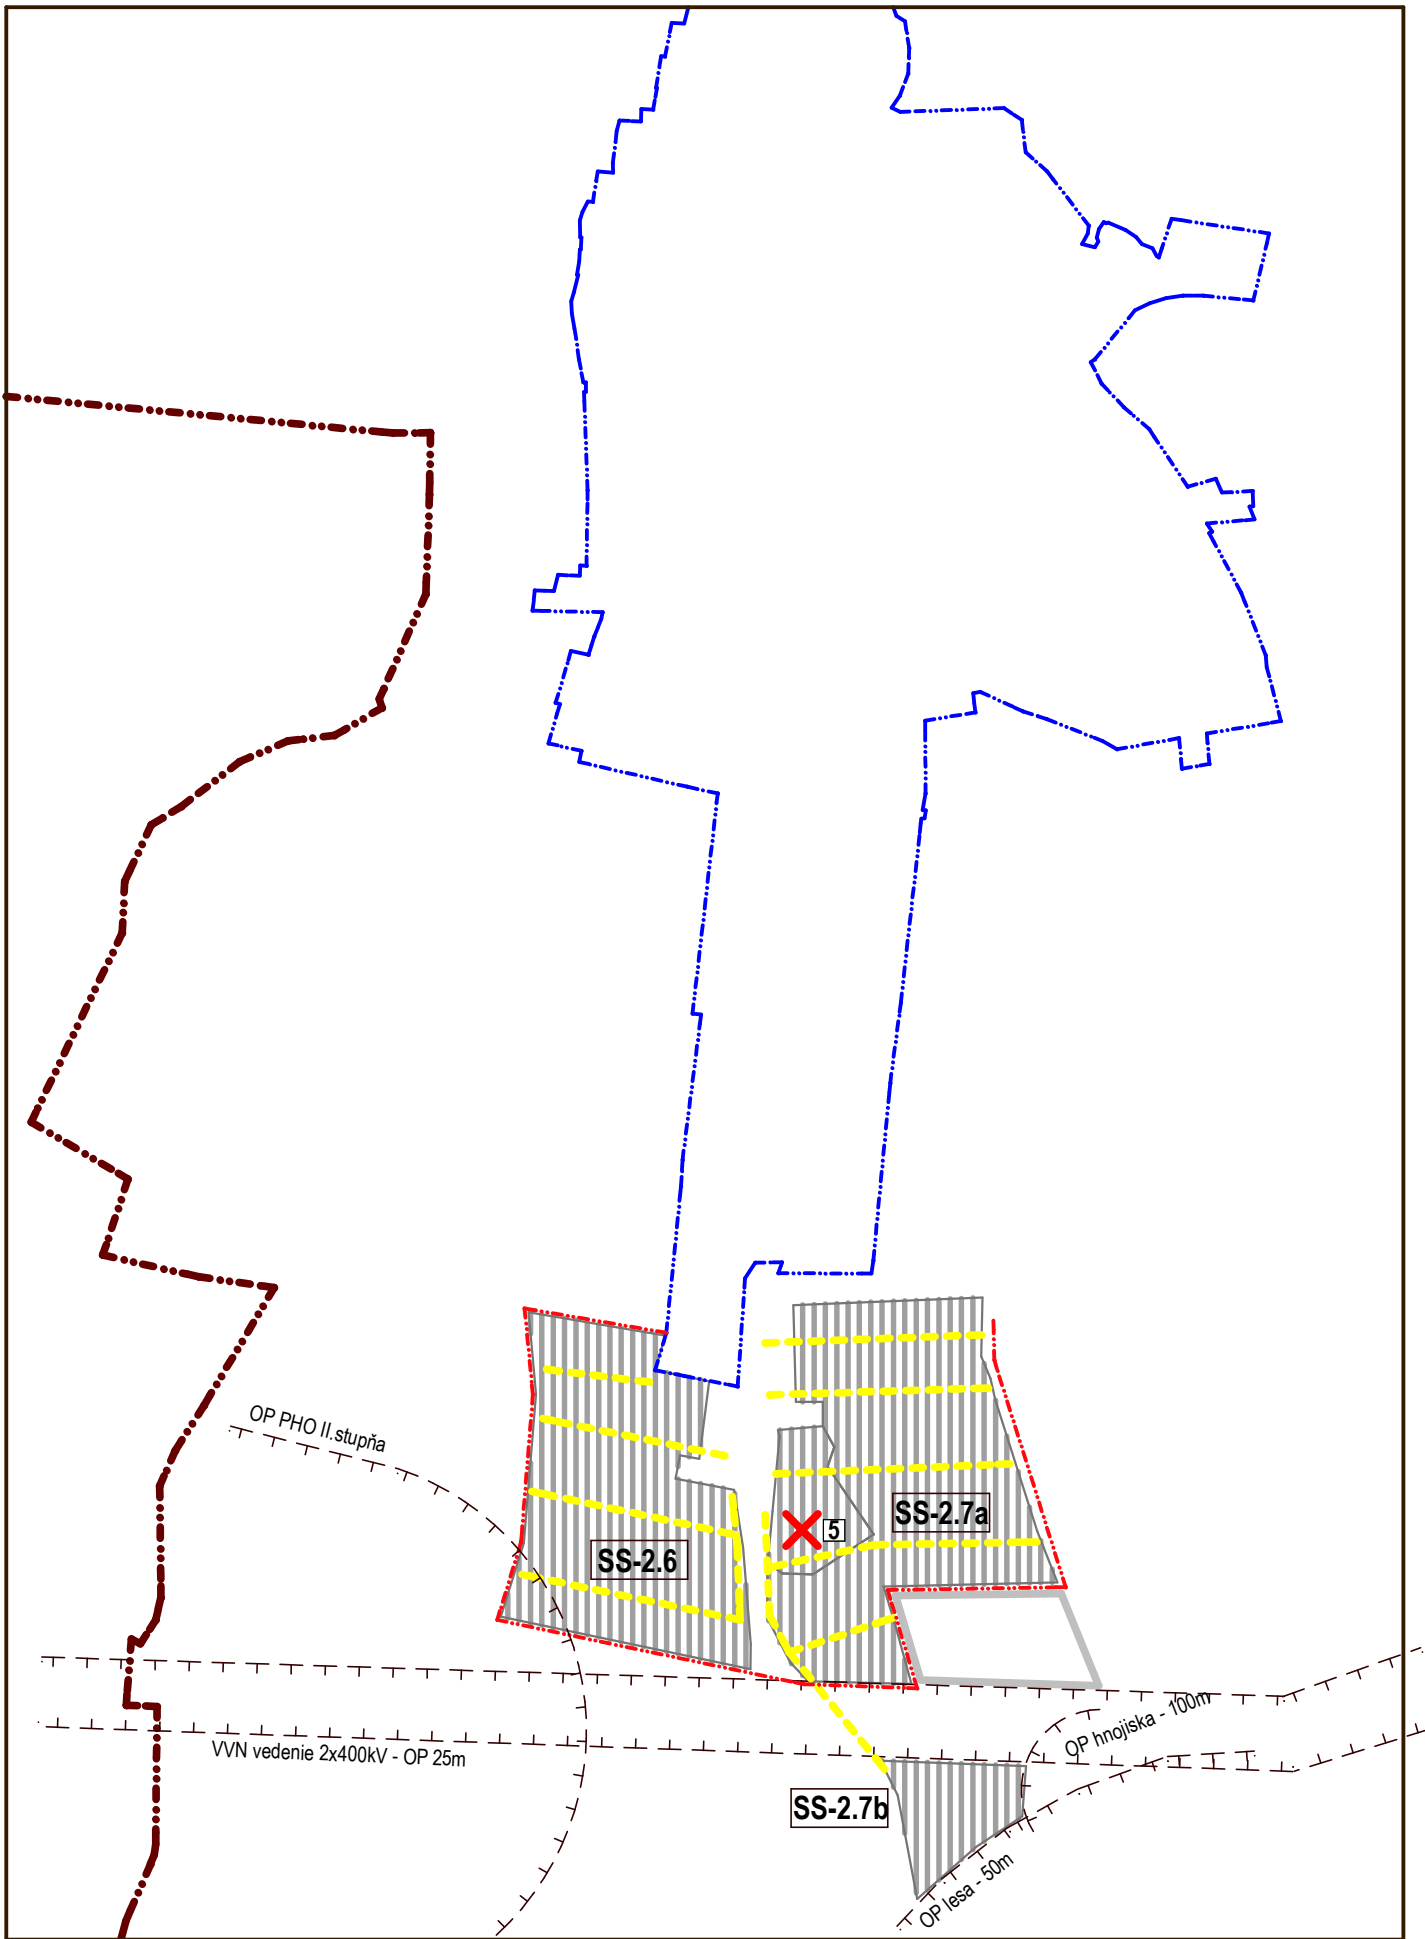 OP PHO II.stupňa
SS-2.7a
5
SS-2.6
OP hnojiska - 100m
VVN vedenie 2x400kV - OP 25m
SS-2.7b
OP lesa - 50m